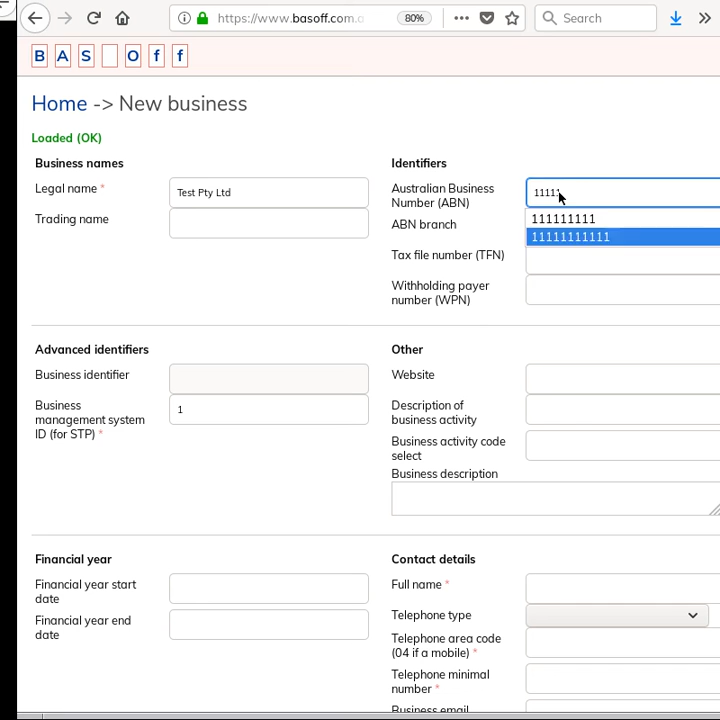 https://www.basoff.com.a
80%
Search
B A S O f f
Home -> New business
Loaded (OK)
Business names
Legal name * Test Pty Ltd
Trading name
Identifiers
Australian Business
Number (ABN)
11111
111111111
11111111111
ABN branch
Tax file number (TFN)
Withholding payer
number (WPN)
Advanced identifiers
Business identifier
Business
management system
ID (for STP) *
1
Other
Website
Description of
business activity
Business activity code
select
Business description
Financial year
Financial year start
date
Financial year end
date
Contact details
Full name *
Telephone type
Telephone area code
(04 if a mobile) *
Telephone minimal
number *
Business email